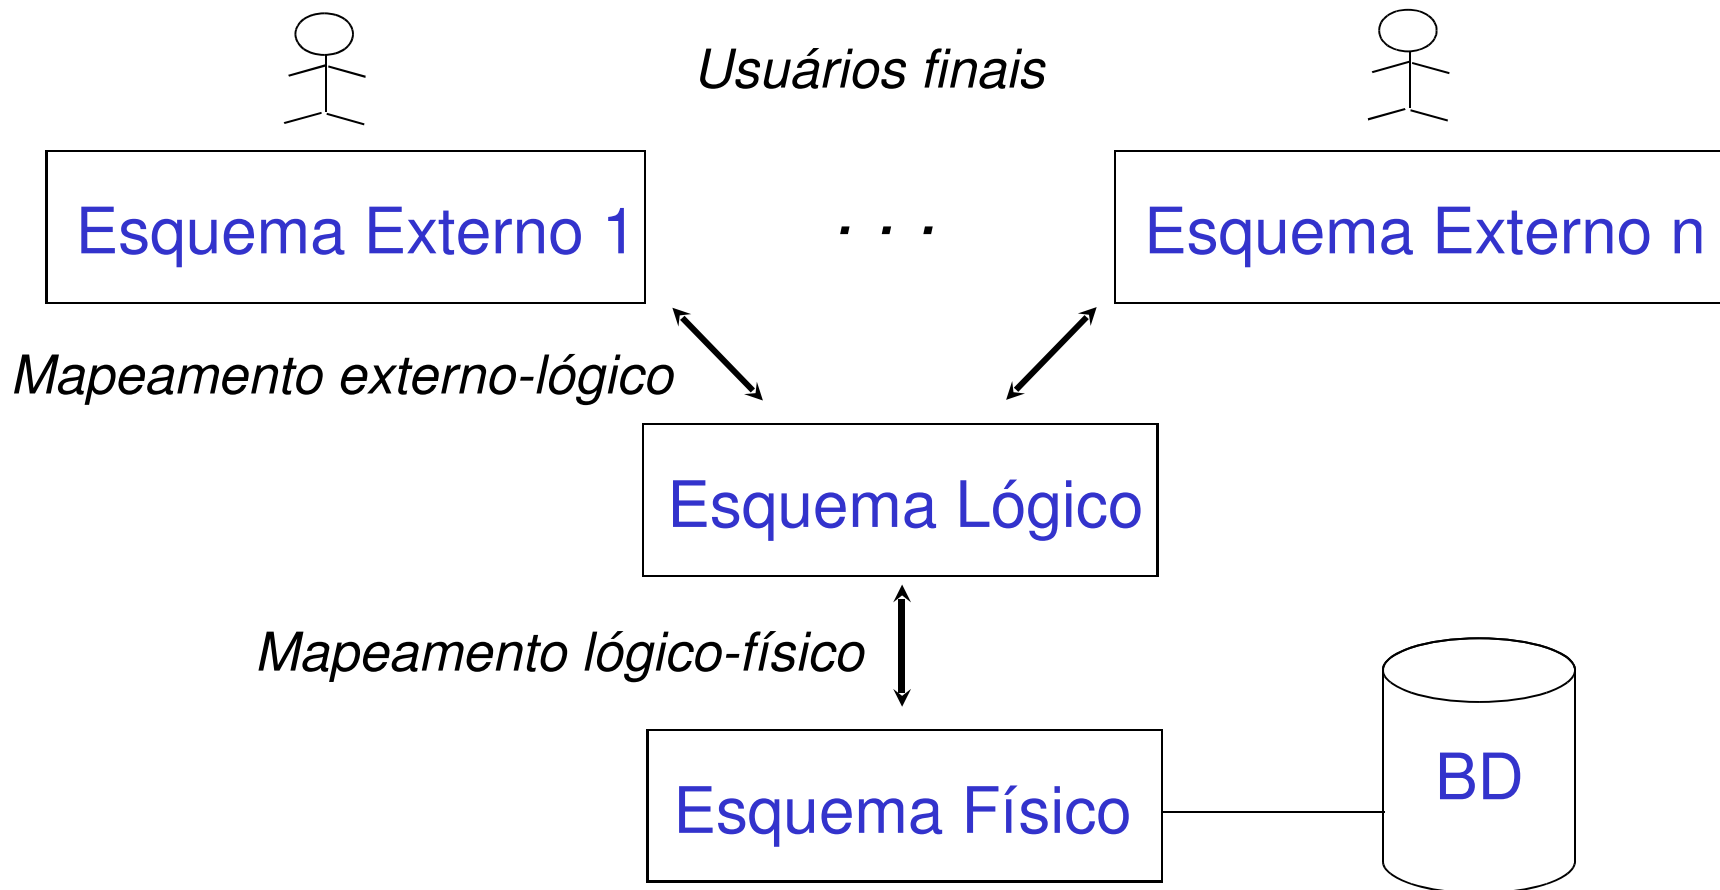 Usuários finais
Esquema Externo 1
. . .
Esquema Externo n
Mapeamento externo-lógico
Esquema Lógico
Mapeamento lógico-físico
Esquema Físico
BD